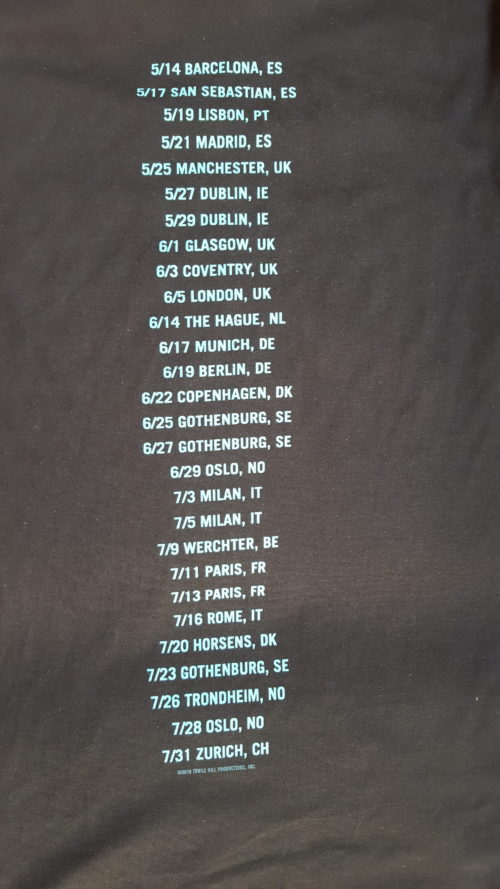 5/14 BARCELONA, ES
5/17 SAN SEBASTIAN, ES
5/19 LISBON, PT
5/21 MADRID, ES
5/25 MANCHESTER, UK
5/27 DUBLIN, IE
5/29 DUBLIN, IE
6/1 GLASGOW, UK
6/3 COVENTRY, UK
6/5 LONDON, UK
6/14 THE HAGUE, NL
6/17 MUNICH, DE
6/19 BERLIN, DE
6/22 COPENHAGEN, DK
6/25 GOTHENBURG, SE
6/27 GOTHENBURG, SE
6/29 OSLO, NO
7/3 MILAN, IT
7/5 MILAN, IT
7/9 WERCHTER, BE
7/11 PARIS, FR
7/13 PARIS, FR
7/16 ROME, IT
7/20 HORSENS, DK
7/23 GOTHENBURG, SE
7/26 TRONDHEIM, NO
7/28 OSLO, NO
7/31 ZURICH, CH
©2016 THRILL HILL PRODUCTIONS, INC.